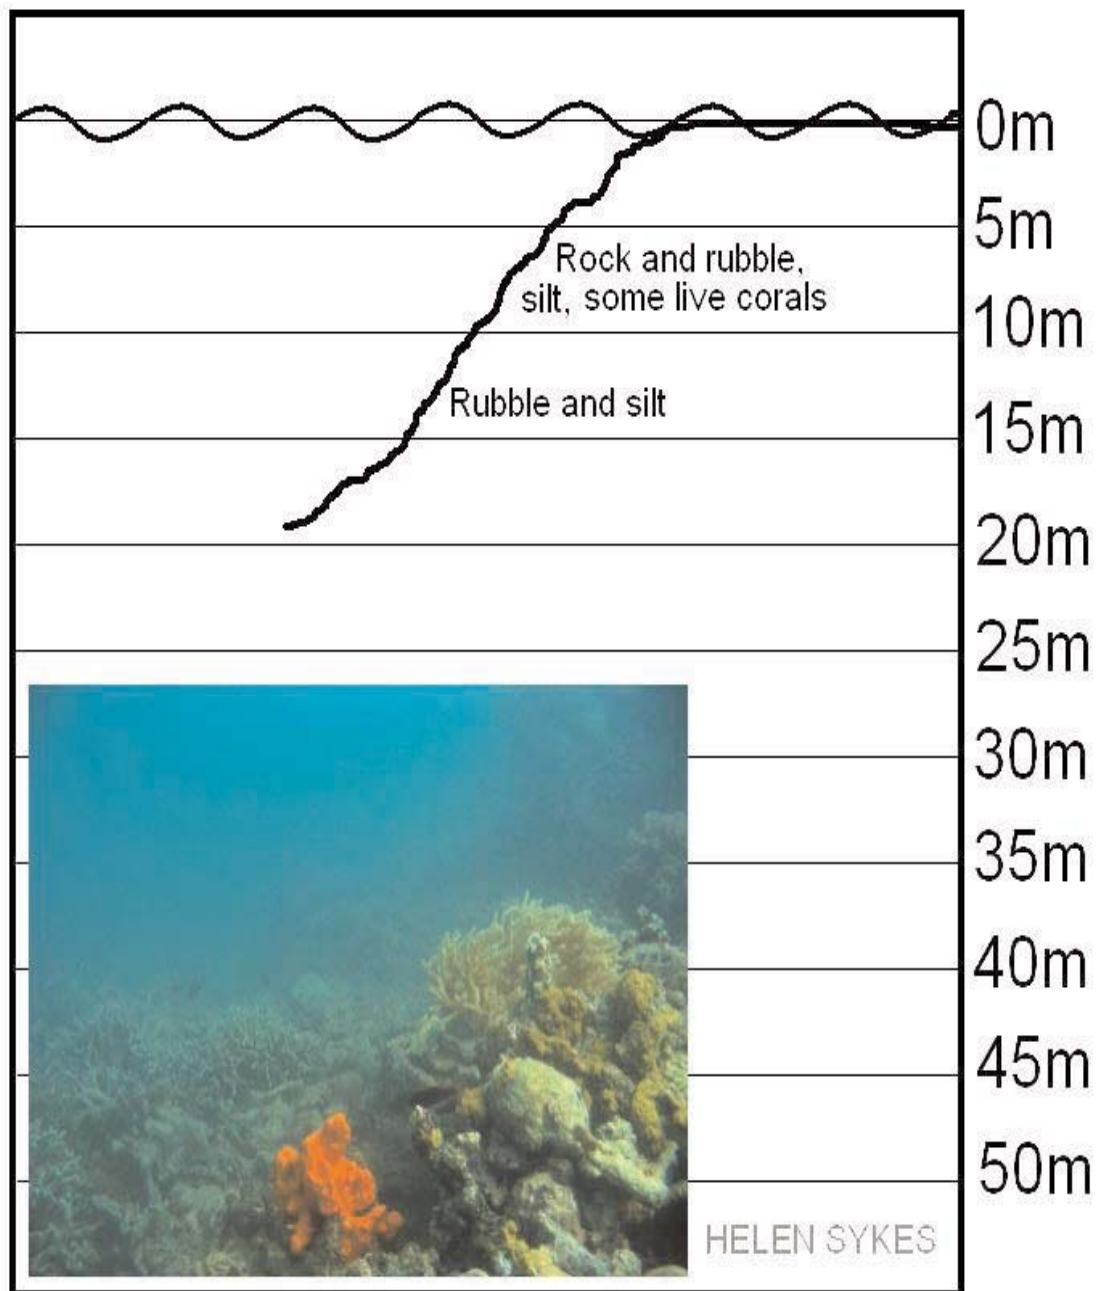 0m
5m
Rock and rubble,
silt, some live corals
10m
Rubble and silt
15m
20m
25m
30m
35m
40m
45m
50m
HELEN SYKES